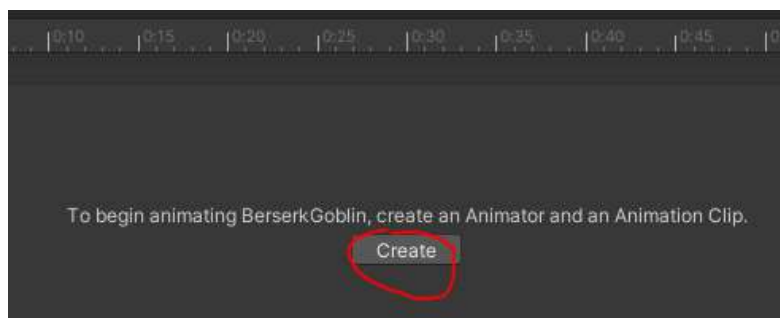 0:10 0:15 0:20 0:25 0:30 0:35 0:40 0:45
To begin animating BerserkGoblin, create an Animator and an Animation Clip.
Create